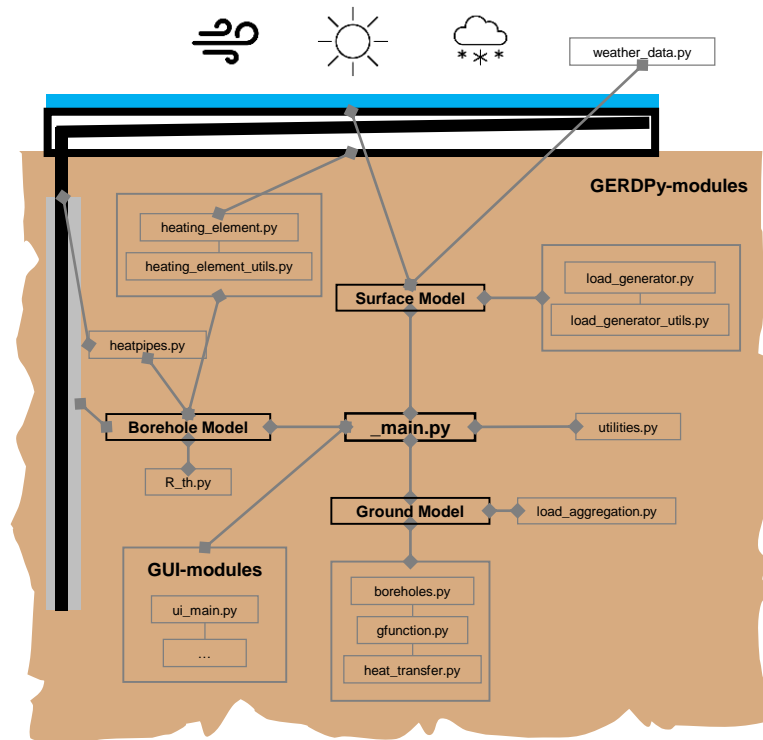 weather_data.py
GERDPy-modules
heating_element.py
heating_element_utils.py
load_generator.py
load_generator_utils.py
Surface Model
heatpipes.py
Borehole Model
_main.py
utilities.py
R_th.py
Ground Model
load_aggregation.py
GUI-modules
ui_main.py
...
boreholes.py
gfunction.py
heat_transfer.py